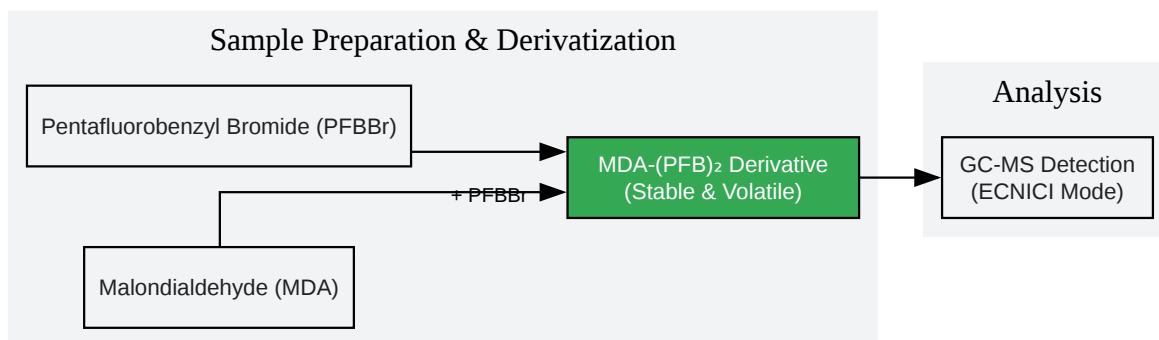 Sample Preparation & Derivatization
Pentafluorobenzyl Bromide (PFBBr)
+ PFBBr
Malondialdehyde (MDA)
MDA-(PFB)₂ Derivative
(Stable & Volatile)
Analysis
GC-MS Detection
(ECNICI Mode)